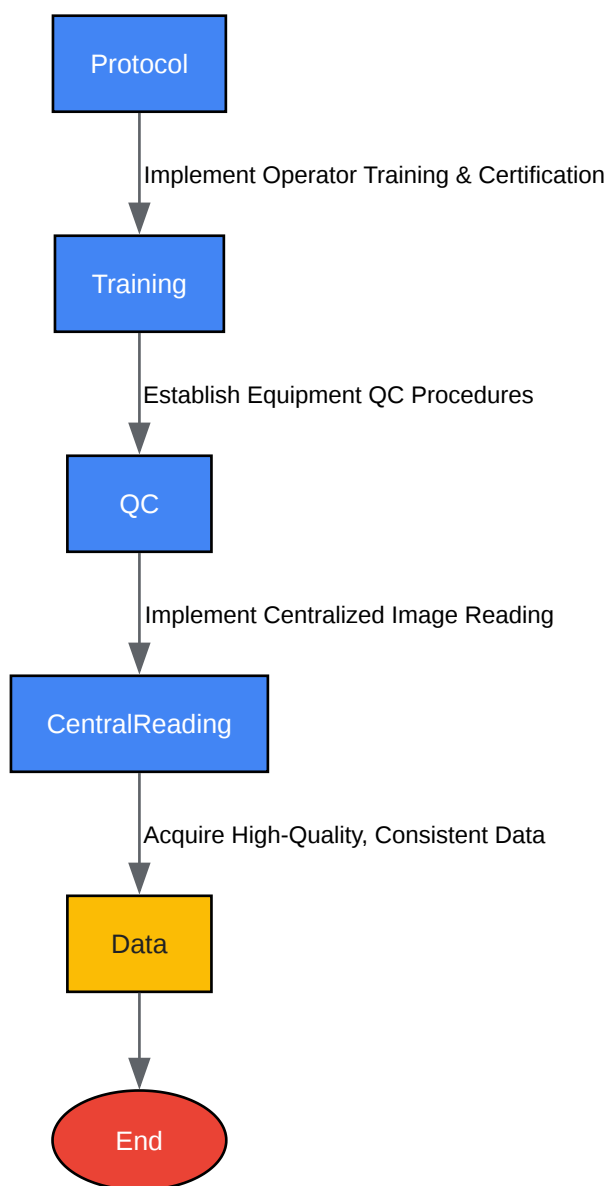 Protocol
Implement Operator Training & Certification
Training
Establish Equipment QC Procedures
QC
Implement Centralized Image Reading
CentralReading
Acquire High-Quality, Consistent Data
Data
End